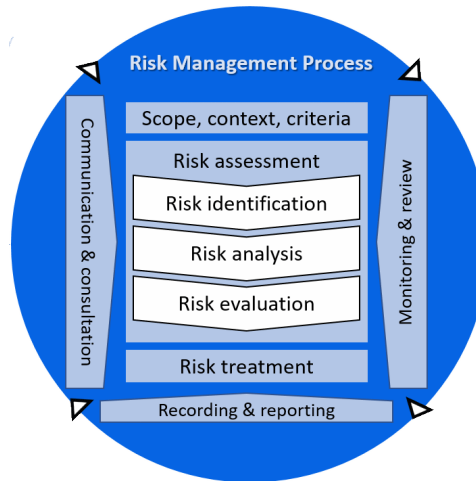 Risk Management Process
Scope, context, criteria
Risk assessment
Risk identification
Risk analysis
Risk evaluation
Risk treatment
Communication & consultation
Monitoring & review
Recording & reporting